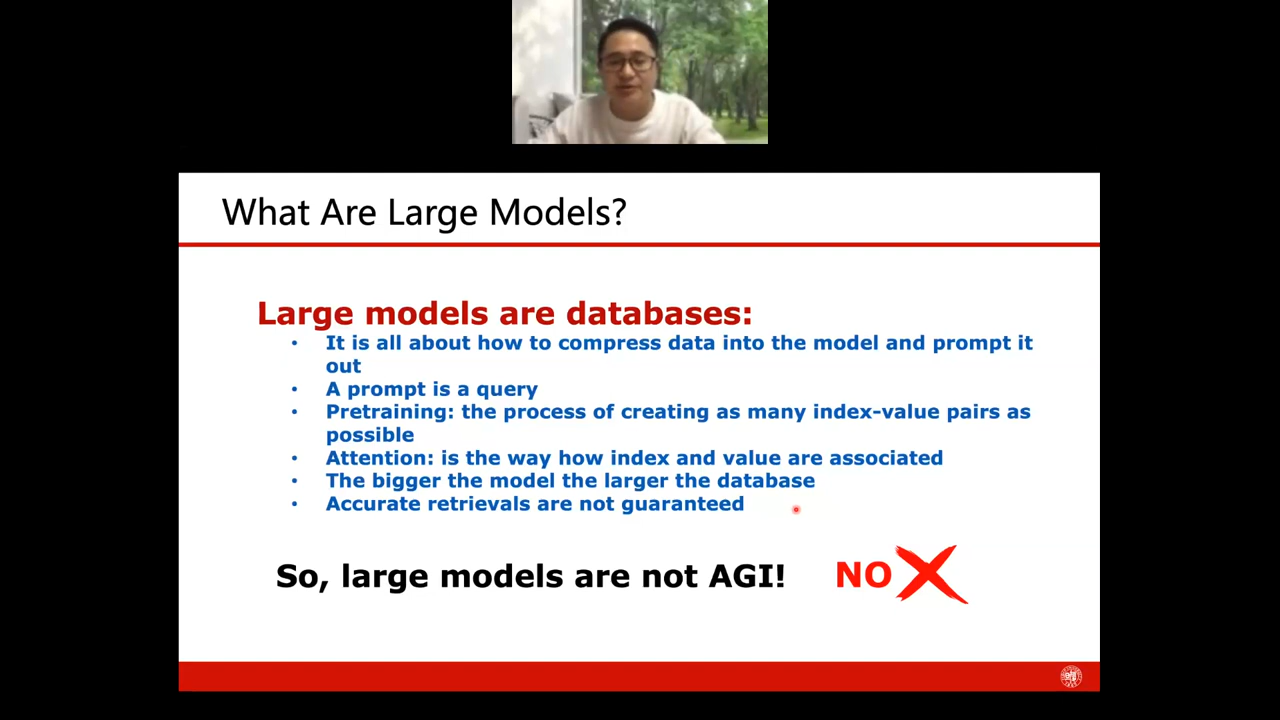 What Are Large Models?
Large models are databases:
• It is all about how to compress data into the model and prompt it
out
• A prompt is a query
• Pretraining: the process of creating as many index-value pairs as
possible
• Attention: is the way how index and value are associated
• The bigger the model the larger the database
• Accurate retrievals are not guaranteed
So, large models are not AGI! NO